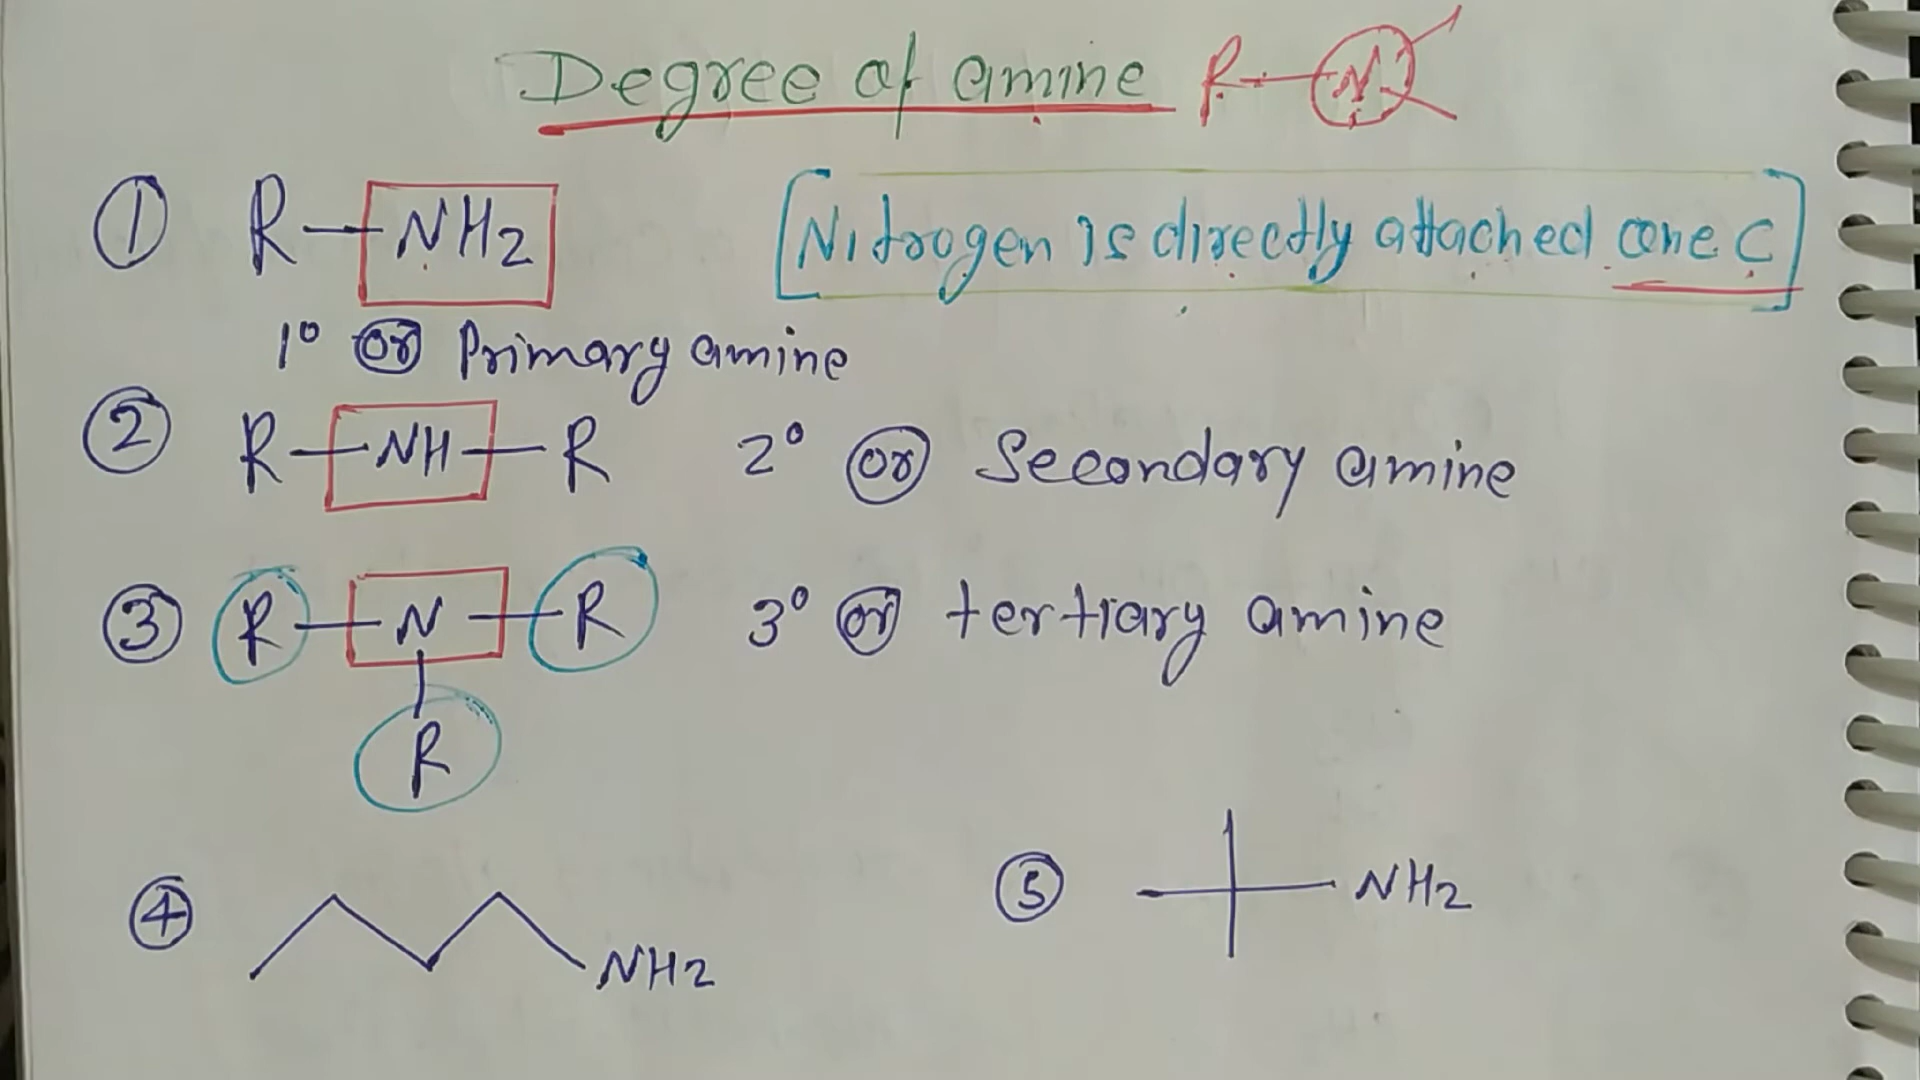 Degree of amine R-N
① R-NH2 [Nitrogen is directly attached one C]
1° or Primary amine
② R-NH-R 2° or Secondary amine
③ R-N-R 3° or tertiary amine
R
④ NH2
⑤ NH2